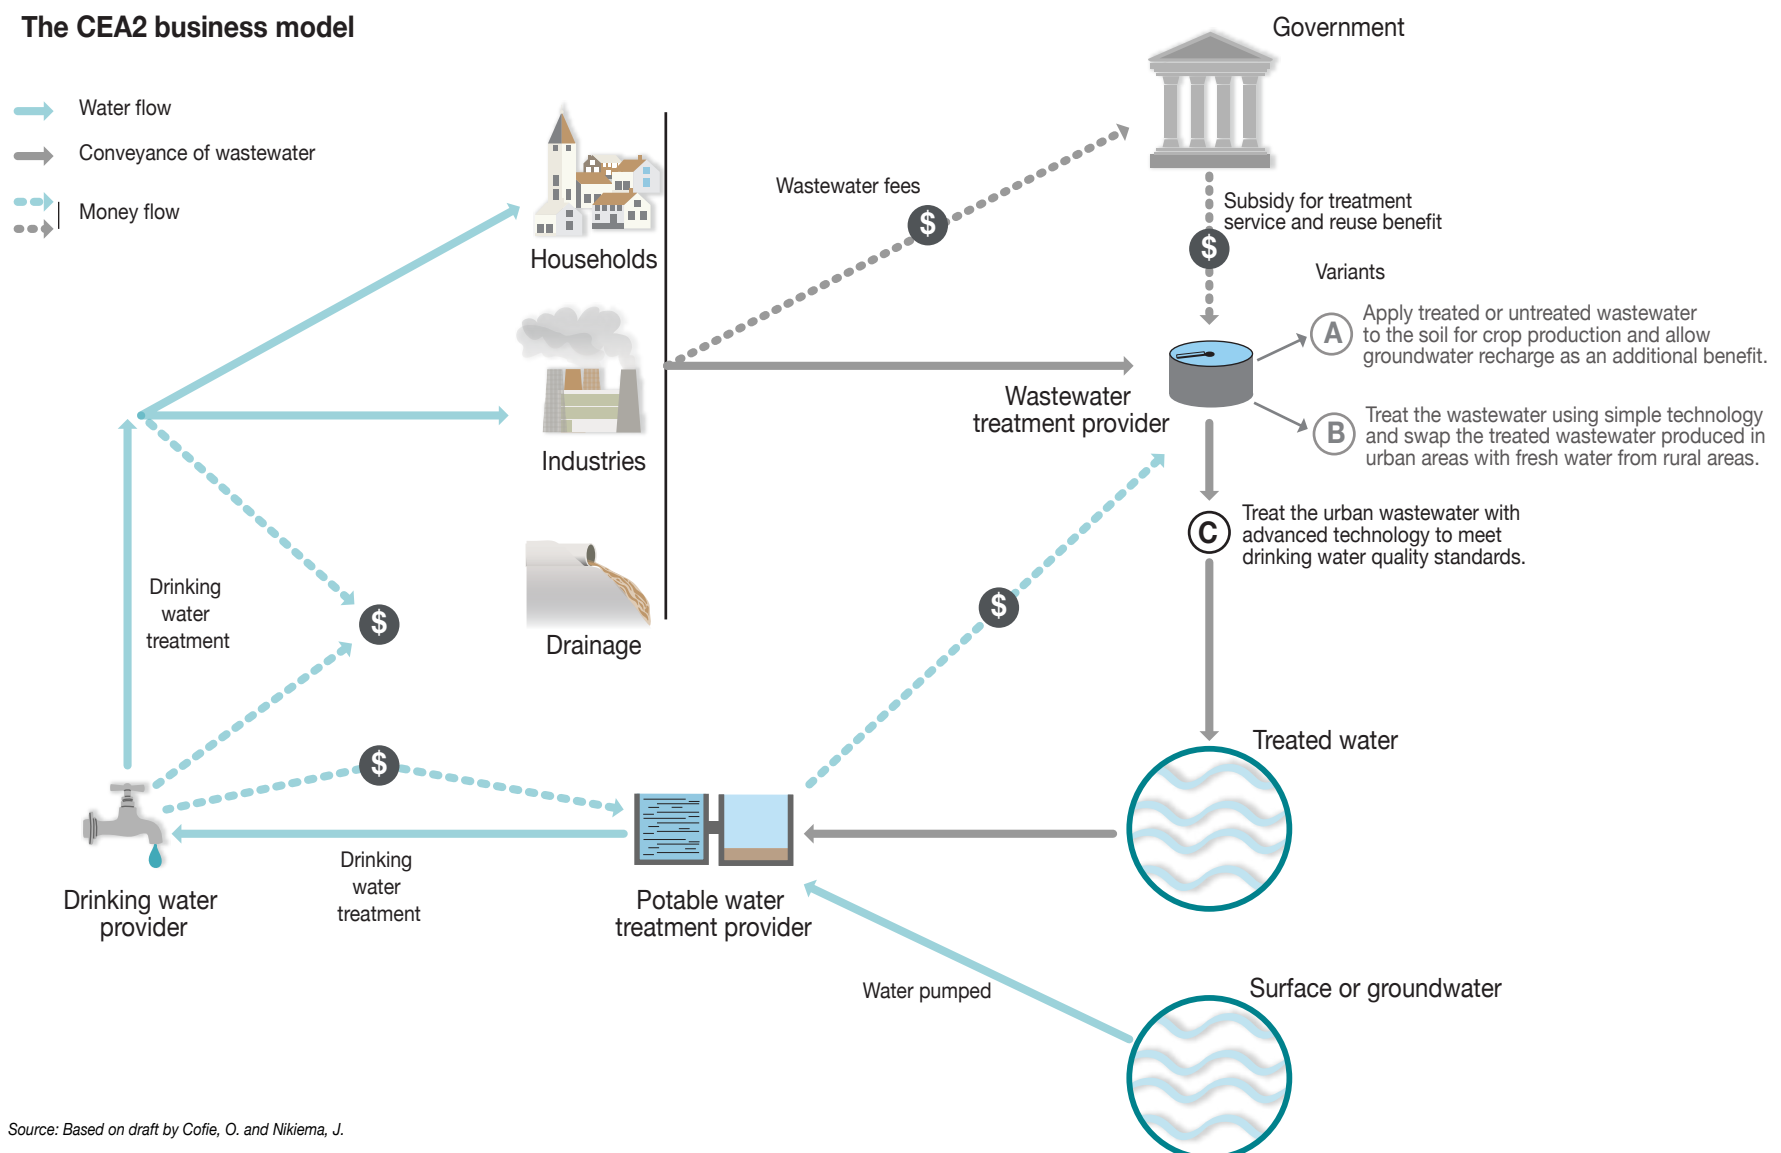 The CEA2 business model
Water flow
Conveyance of wastewater
Money flow
Households
Industries
Drainage
Wastewater fees
$
Government
Subsidy for treatment
service and reuse benefit
$
Variants
A
Apply treated or untreated wastewater
to the soil for crop production and allow
groundwater recharge as an additional benefit.
Wastewater
treatment provider
B
Treat the wastewater using simple technology
and swap the treated wastewater produced in
urban areas with fresh water from rural areas.
C
Treat the urban wastewater with
advanced technology to meet
drinking water quality standards.
Drinking
water
treatment
$
$
$
Treated water
Drinking water
provider
Drinking
water
treatment
Potable water
treatment provider
Water pumped
Surface or groundwater
Source: Based on draft by Cofie, O. and Nikiema, J.